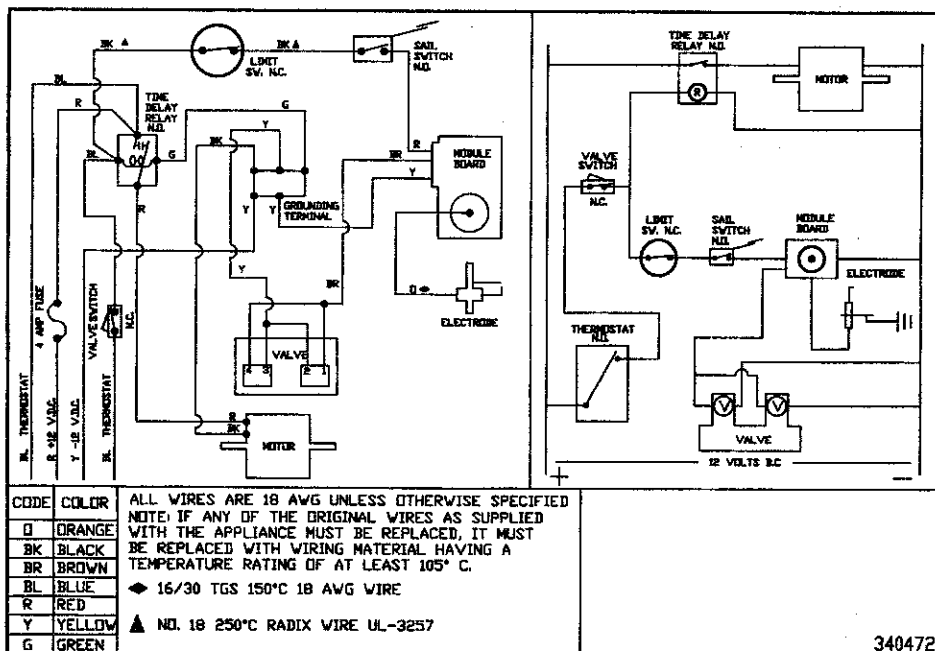 BK ▲
LIMIT
SW. N.C.
BK ▲
SAIL
SWITCH
N.O.
BL
R
TIME
DELAY
RELAY
N.O.
G
BL
G
BK
Y
Y
Y
R
GROUNDING
TERMINAL
R
BR
Y
MODULE
BOARD
Y
BR
O ◆
ELECTRODE
4 AMP FUSE
VALVE SWITCH
N.C.
VALVE
4
3
2
1
R
BK
MOTOR
BL THERMOSTAT
R +12 V.D.C.
Y -12 V.D.C.
BL THERMOSTAT
TIME DELAY
RELAY N.O.
R
MOTOR
VALVE
SWITCH
N.C.
LIMIT
SW. N.C.
SAIL
SWITCH
N.O.
MODULE
BOARD
ELECTRODE
THERMOSTAT
N.O.
V
V
VALVE
12 VOLTS D.C
+
-
CODE COLOR
O ORANGE
BK BLACK
BR BROWN
BL BLUE
R RED
Y YELLOW
G GREEN
ALL WIRES ARE 18 AWG UNLESS OTHERWISE SPECIFIED
NOTE: IF ANY OF THE ORIGINAL WIRES AS SUPPLIED
WITH THE APPLIANCE MUST BE REPLACED, IT MUST
BE REPLACED WITH WIRING MATERIAL HAVING A
TEMPERATURE RATING OF AT LEAST 105° C.
◆ 16/30 TGS 150°C 18 AWG WIRE
▲ NO. 18 250°C RADIX WIRE UL-3257
340472